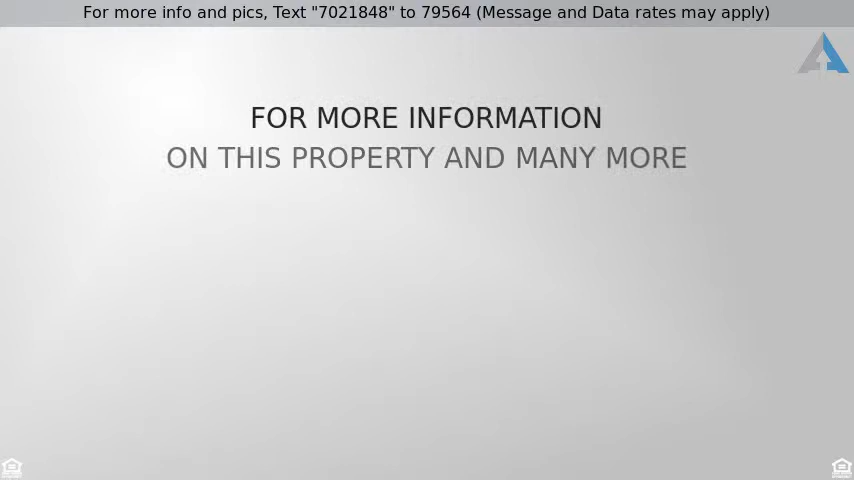 For more info and pics, Text "7021848" to 79564 (Message and Data rates may apply)
FOR MORE INFORMATION
ON THIS PROPERTY AND MANY MORE